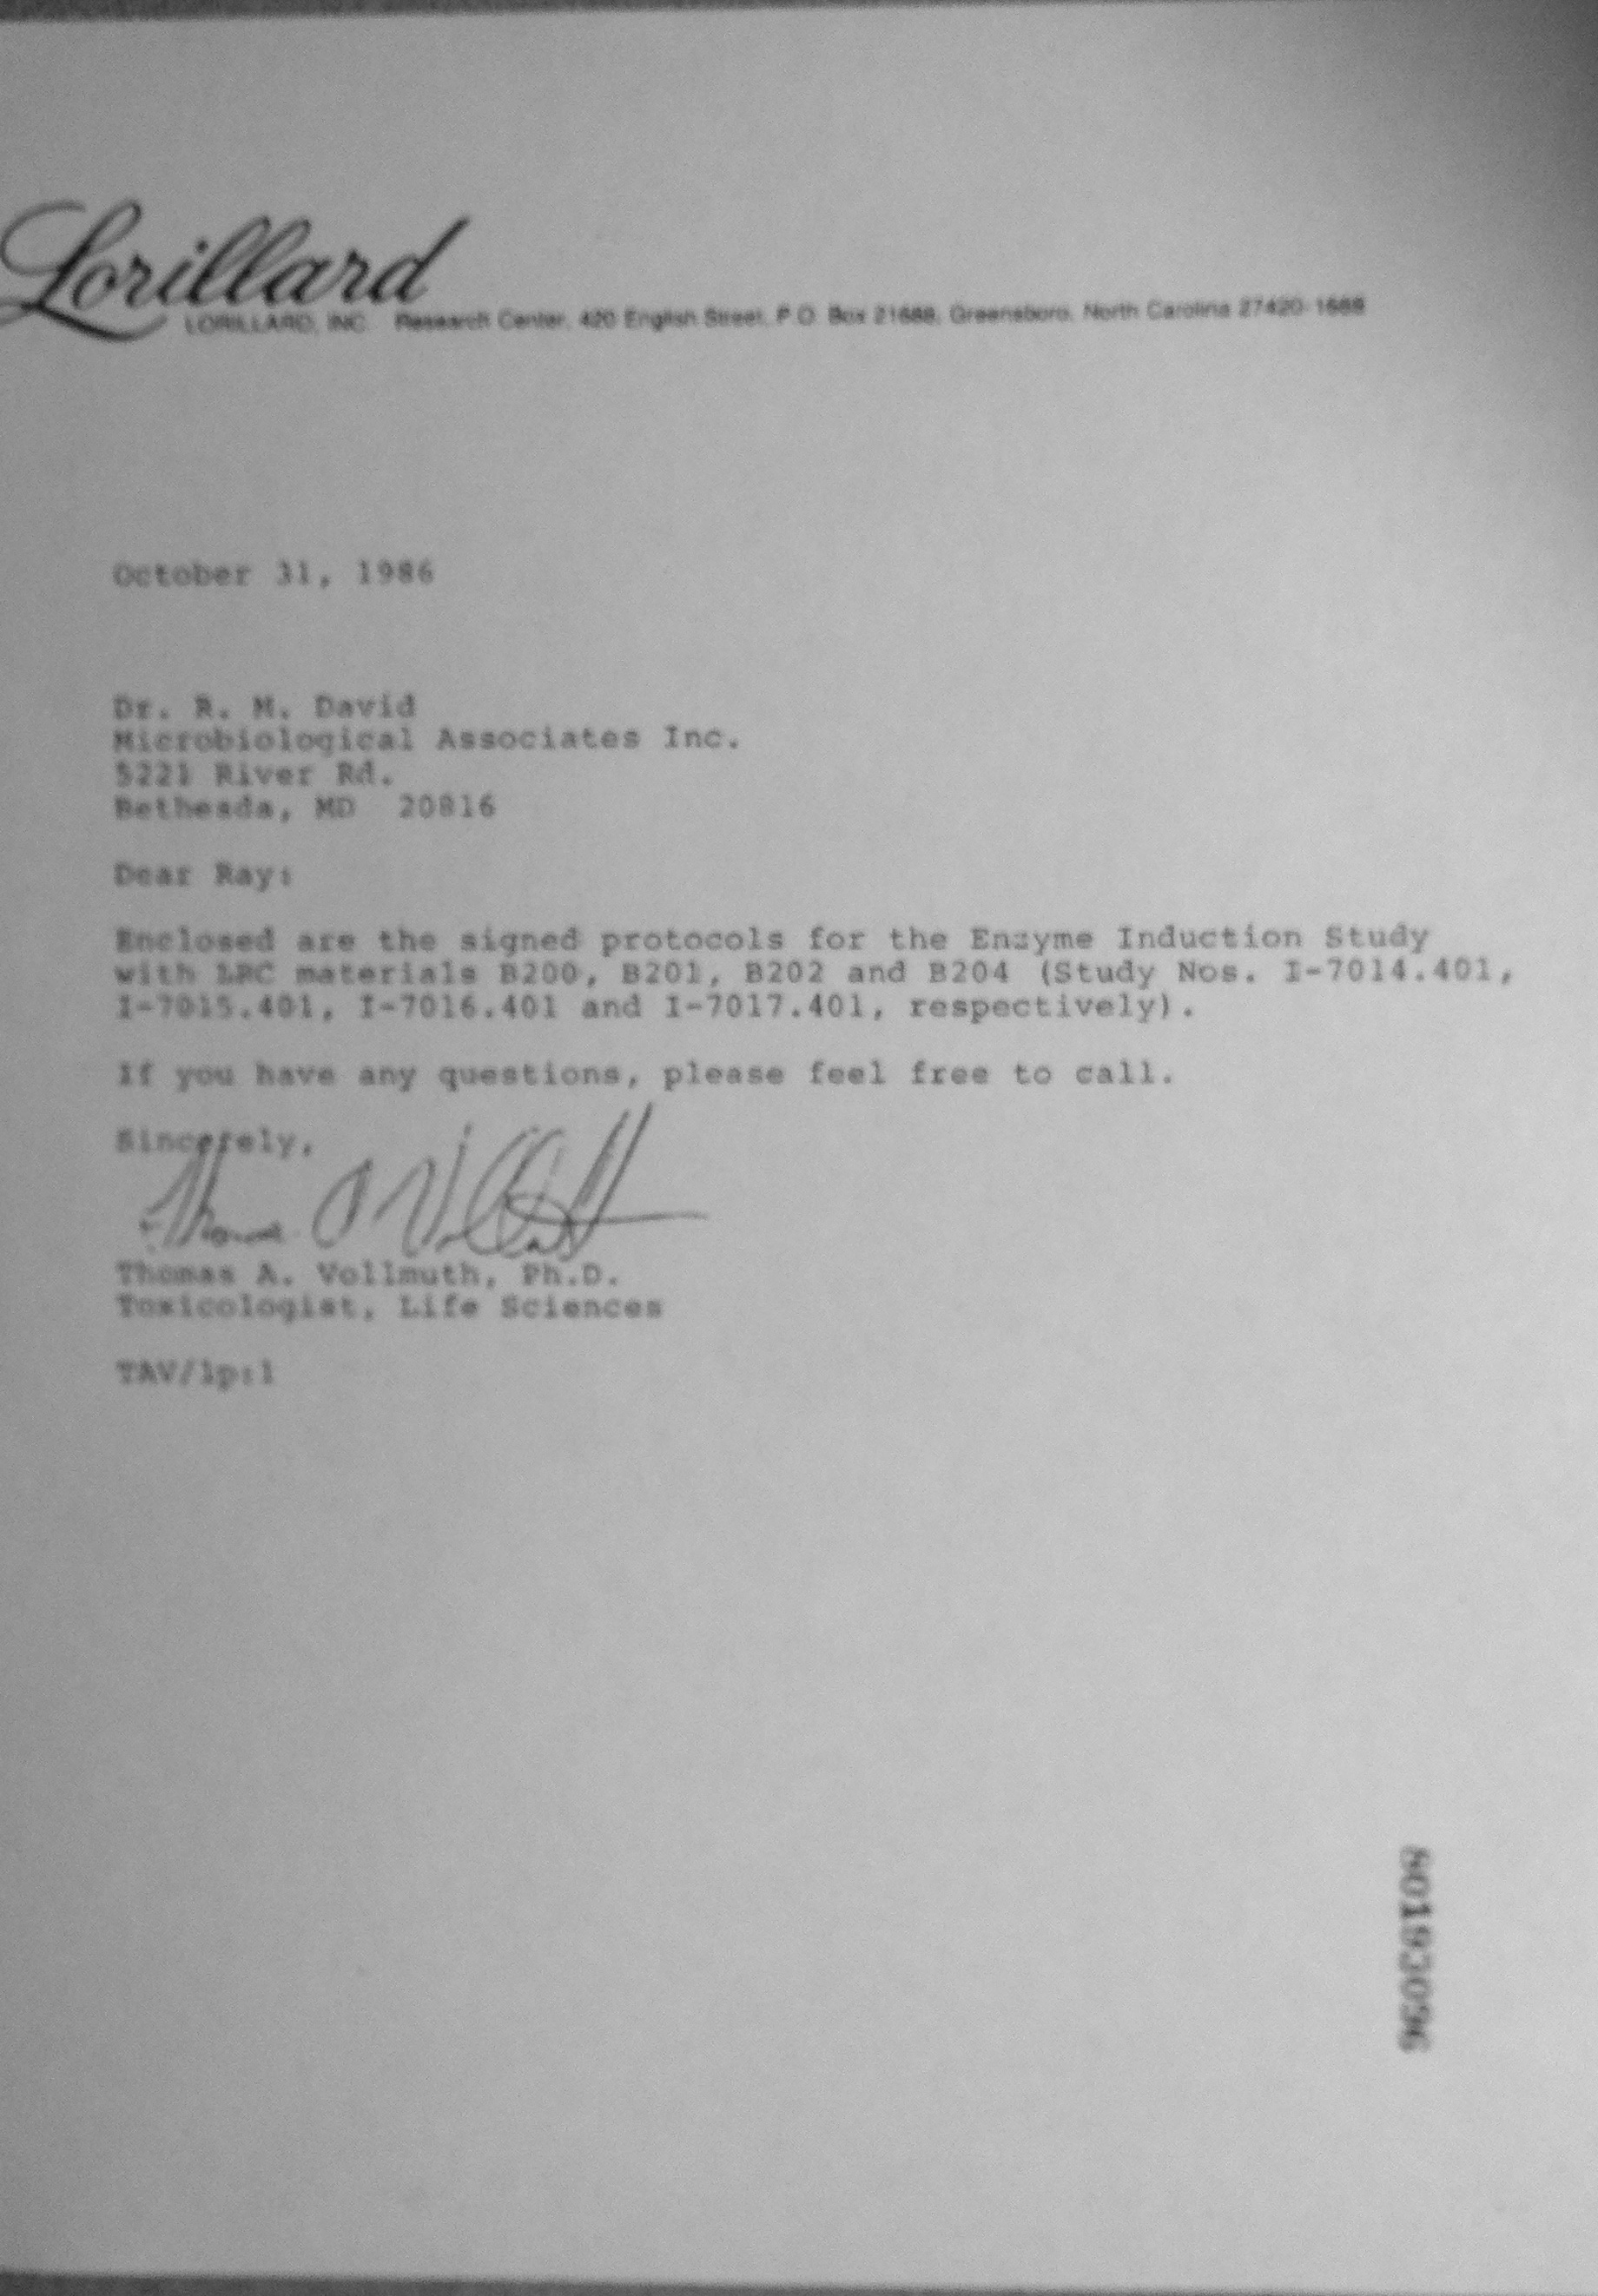 Lorillard
LORILLARD, INC. Research Center, 420 English Street, P.O. Box 21688, Greensboro, North Carolina 27420-1688
October 31, 1986
Dr. R. M. David
Microbiological Associates Inc.
5221 River Rd.
Bethesda, MD 20816
Dear Ray:
Enclosed are the signed protocols for the Enzyme Induction Study
with LRC materials B200, B201, B202 and B204 (Study Nos. I-7014.401,
I-7015.401, I-7016.401 and I-7017.401, respectively).
If you have any questions, please feel free to call.
Sincerely,
Thomas A Vollmuth
Thomas A. Vollmuth, Ph.D.
Toxicologist, Life Sciences
TAV/lp:1